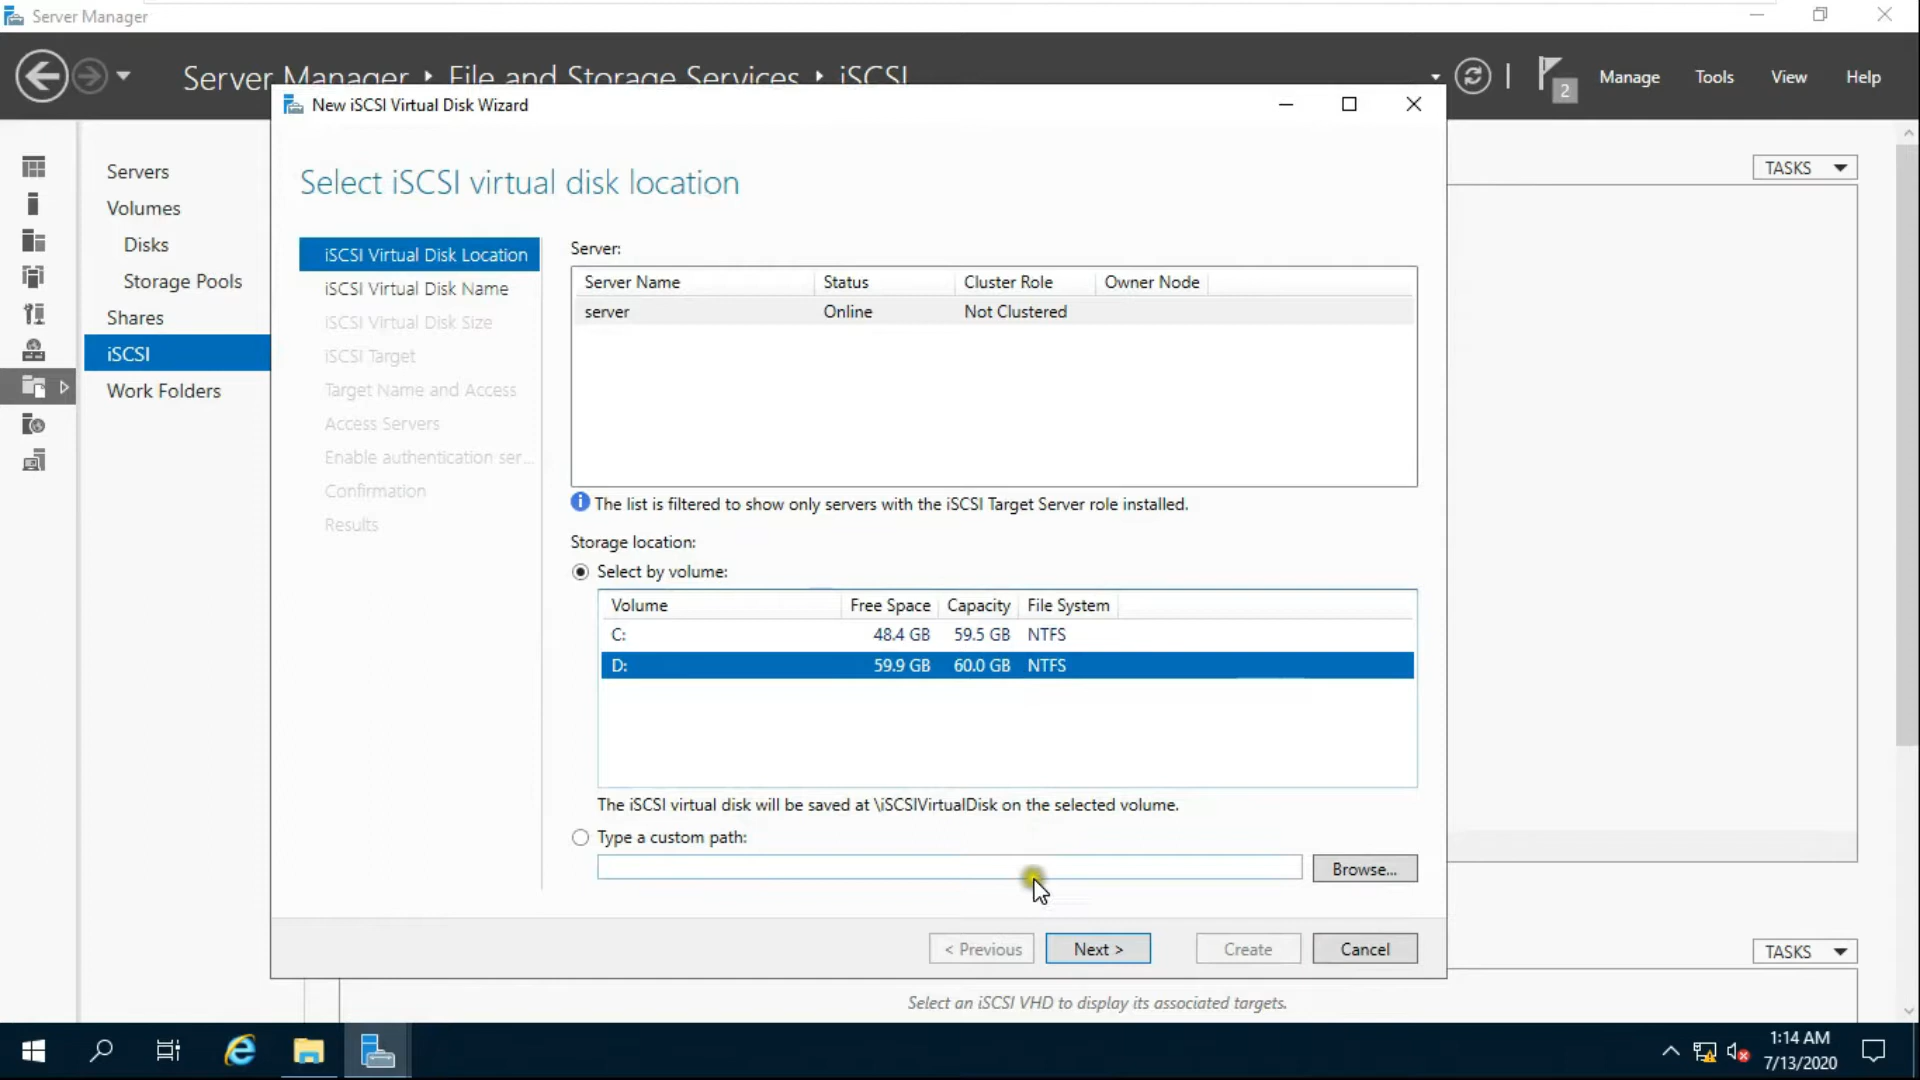 Server Manager
Server Manager ‣ File and Storage Services ‣ iSCSI
2
Manage
Tools
View
Help
Servers
Volumes
Disks
Storage Pools
Shares
iSCSI
Work Folders
TASKS
New iSCSI Virtual Disk Wizard
Select iSCSI virtual disk location
iSCSI Virtual Disk Location
iSCSI Virtual Disk Name
iSCSI Virtual Disk Size
iSCSI Target
Target Name and Access
Access Servers
Enable authentication ser...
Confirmation
Results
Server:
Server Name Status Cluster Role Owner Node
server Online Not Clustered
The list is filtered to show only servers with the iSCSI Target Server role installed.
Storage location:
Select by volume:
Volume Free Space Capacity File System
C: 48.4 GB 59.5 GB NTFS
D: 59.9 GB 60.0 GB NTFS
The iSCSI virtual disk will be saved at \iSCSIVirtualDisk on the selected volume.
Type a custom path:
Browse...
< Previous
Next >
Create
Cancel
TASKS
Select an iSCSI VHD to display its associated targets.
1:14 AM
7/13/2020